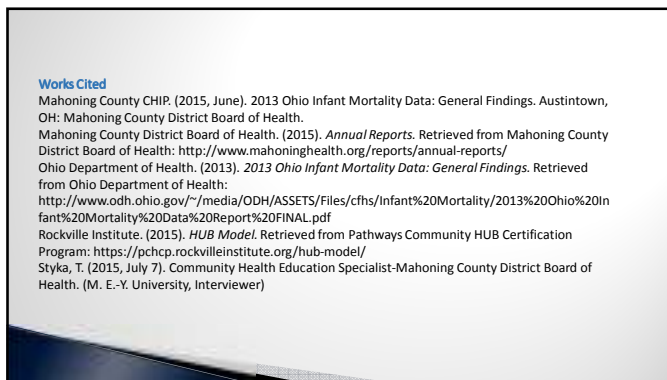 Works Cited
Mahoning County CHIP. (2015, June). 2013 Ohio Infant Mortality Data: General Findings. Austintown,
OH: Mahoning County District Board of Health.
Mahoning County District Board of Health. (2015). Annual Reports. Retrieved from Mahoning County
District Board of Health: http://www.mahoninghealth.org/reports/annual-reports/
Ohio Department of Health. (2013). 2013 Ohio Infant Mortality Data: General Findings. Retrieved
from Ohio Department of Health:
http://www.odh.ohio.gov/~/media/ODH/ASSETS/Files/cfhs/Infant%20Mortality/2013%20Ohio%20In
fant%20Mortality%20Data%20Report%20FINAL.pdf
Rockville Institute. (2015). HUB Model. Retrieved from Pathways Community HUB Certification
Program: https://pchcp.rockvilleinstitute.org/hub-model/
Styka, T. (2015, July 7). Community Health Education Specialist-Mahoning County District Board of
Health. (M. E.-Y. University, Interviewer)